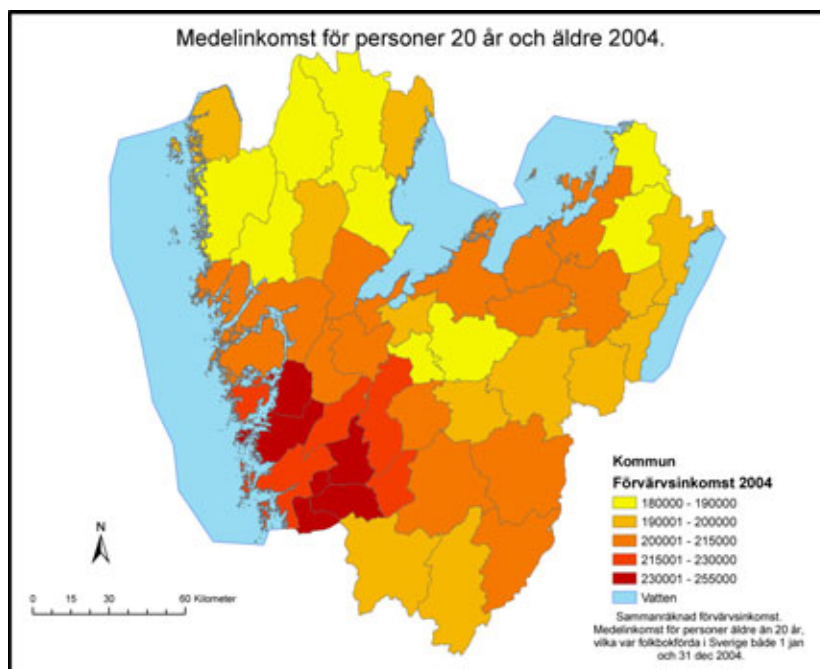 Medelinkomst för personer 20 år och äldre 2004.
Kommun
Förvärvsinkomst 2004
180000 - 190000
190001 - 200000
200001 - 215000
215001 - 230000
230001 - 255000
Vatten
N
0 15 30 60 Kilometer
Sammanräknad förvärvsinkomst.
Medelinkomst för personer äldre än 20 år,
vilka var folkbokförda i Sverige både 1 jan
och 31 dec 2004.